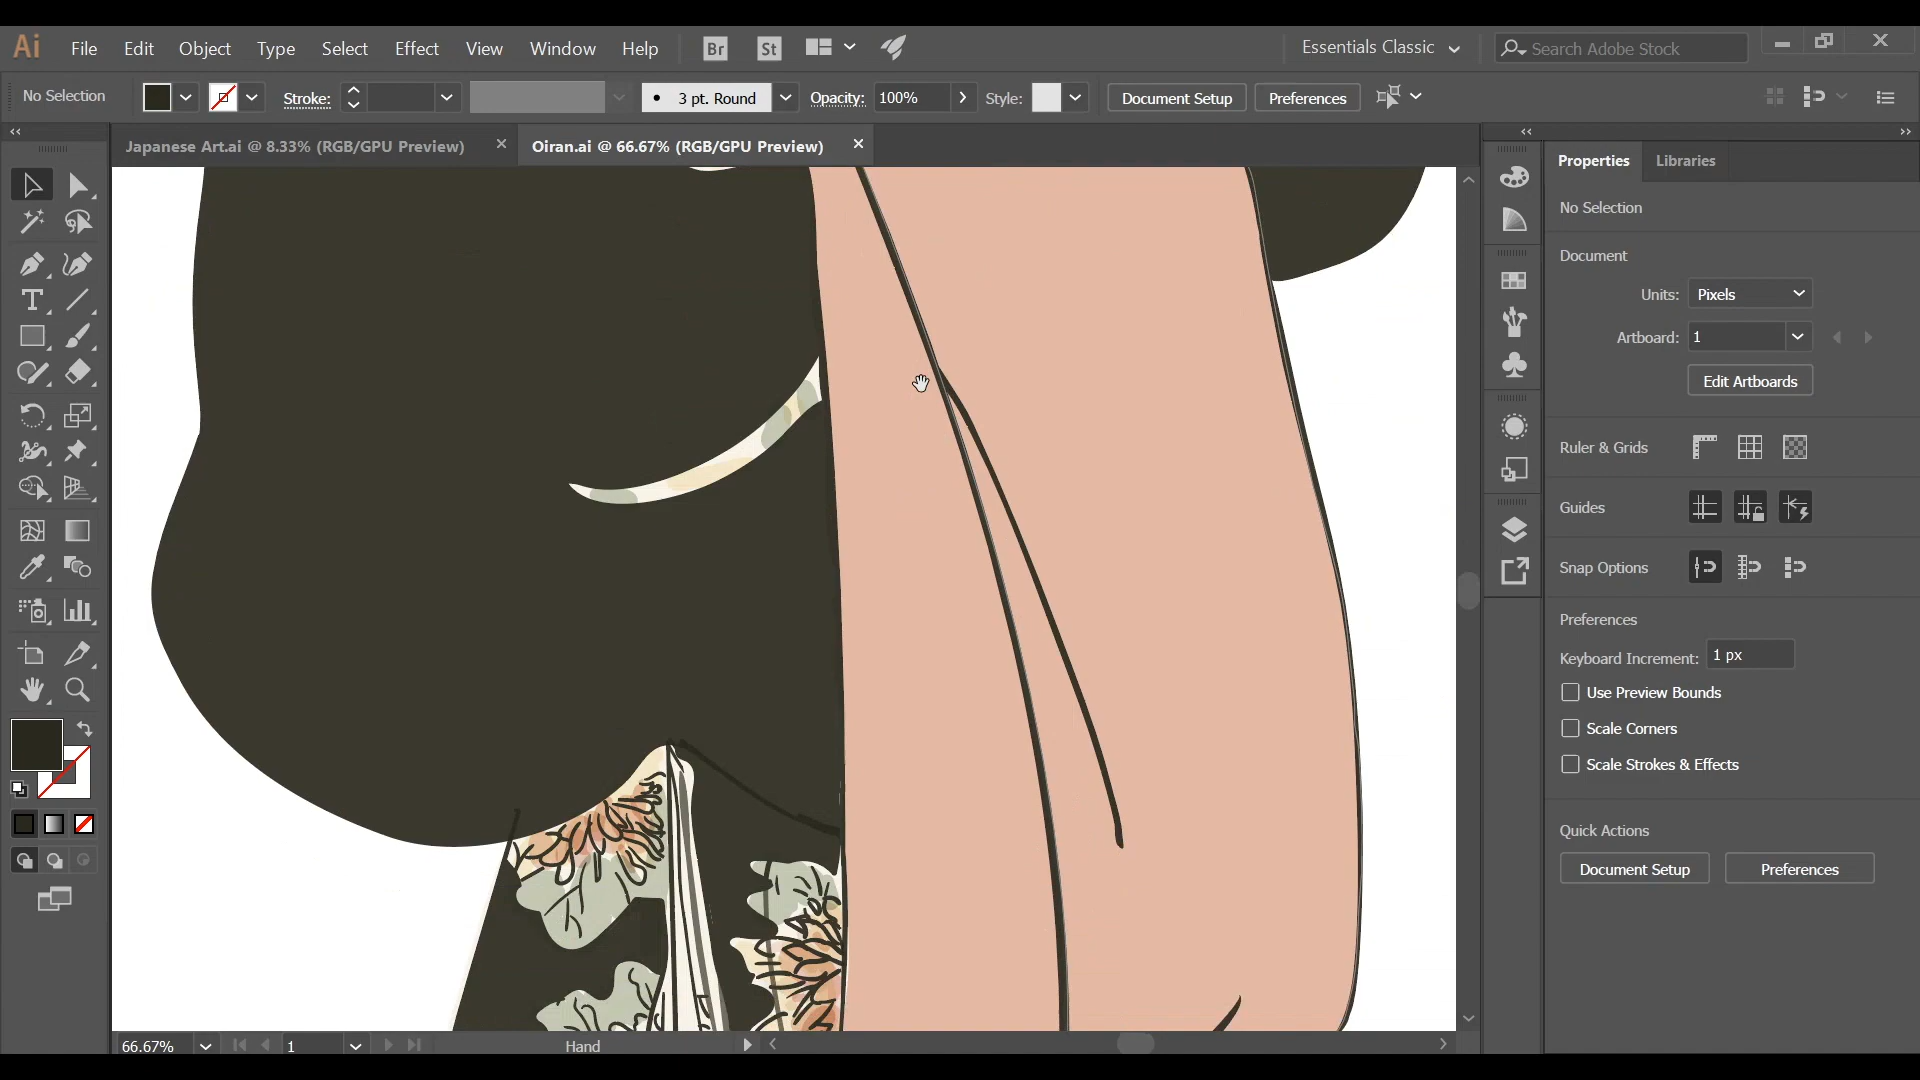 Ai File Edit Object Type Select Effect View Window Help Br St Essentials Classic Search Adobe Stock
No Selection Stroke: 3 pt. Round Opacity: 100% Style: Document Setup Preferences
Japanese Art.ai @ 8.33% (RGB/GPU Preview) Oiran.ai @ 66.67% (RGB/GPU Preview)
Properties Libraries
No Selection
Document
Units: Pixels
Artboard: 1
Edit Artboards
Ruler & Grids
Guides
Snap Options
Preferences
Keyboard Increment: 1 px
Use Preview Bounds
Scale Corners
Scale Strokes & Effects
Quick Actions
Document Setup Preferences
66.67% 1 Hand